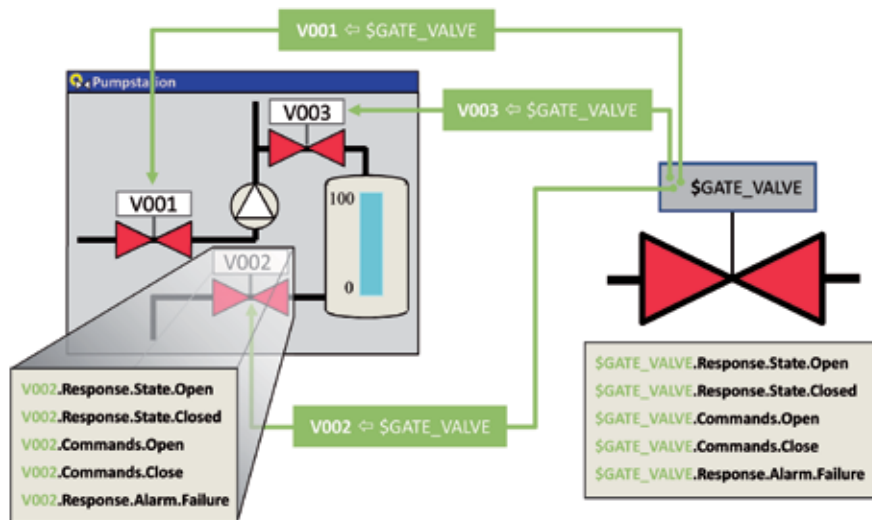 V001 ⇦ $GATE_VALVE
Pumpstation
V003
V003 ⇦ $GATE_VALVE
$GATE_VALVE
V001
100
0
V002
V002 ⇦ $GATE_VALVE
V002.Response.State.Open
V002.Response.State.Closed
V002.Commands.Open
V002.Commands.Close
V002.Response.Alarm.Failure
$GATE_VALVE.Response.State.Open
$GATE_VALVE.Response.State.Closed
$GATE_VALVE.Commands.Open
$GATE_VALVE.Commands.Close
$GATE_VALVE.Response.Alarm.Failure